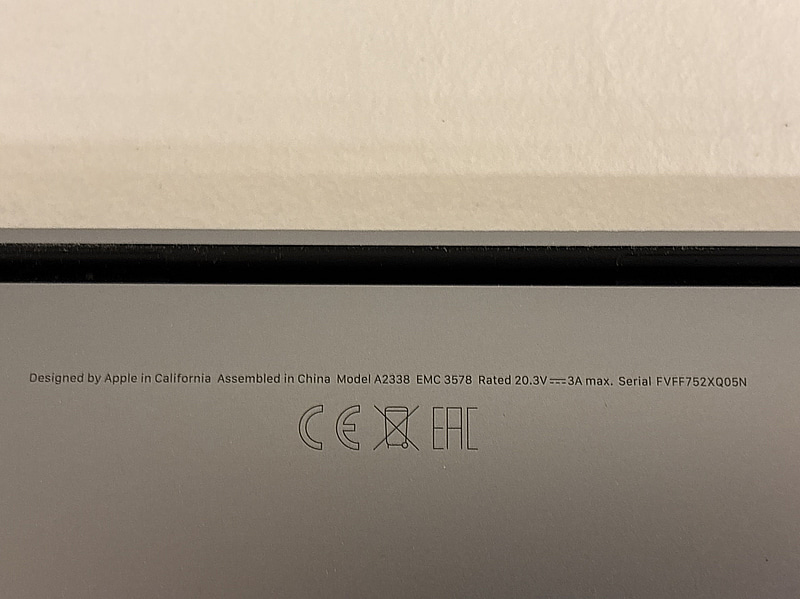 Designed by Apple in California Assembled in China Model A2338 EMC 3578 Rated 20.3V⎓3A max. Serial FVFF752XQ05N
CE EAC